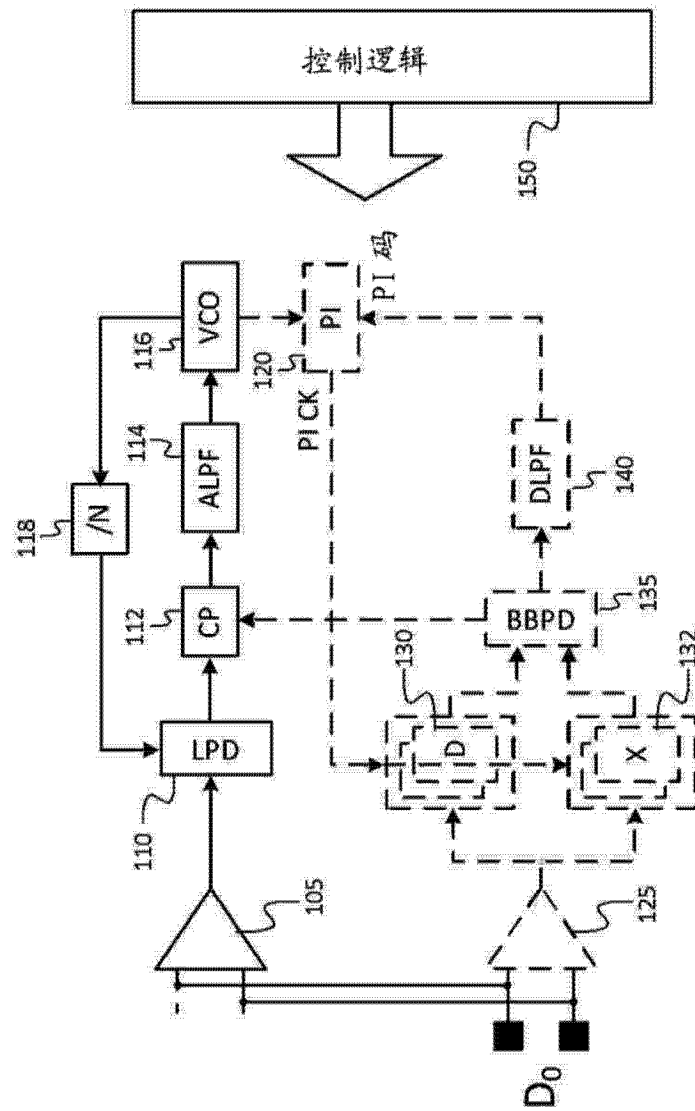 控制逻辑
150
118
/N
114
116
112
ALPF
VCO
CP
110
LPD
105
120
PI
PI CK
PI 码
130
D
BBPD
135
DLPF
140
132
X
125
D0